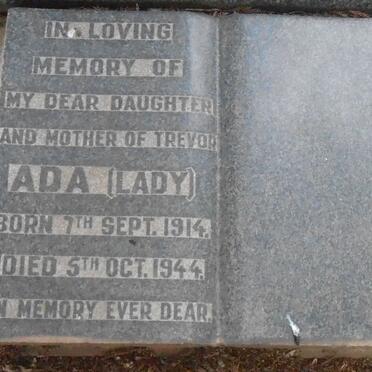 IN LOVING
MEMORY OF
MY DEAR DAUGHTER
AND MOTHER OF TREVOR
ADA (LADY)
BORN 7TH SEPT. 1914.
DIED 5TH OCT. 1944.
IN MEMORY EVER DEAR.